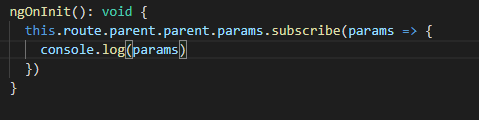 ngOnInit(): void {
  this.route.parent.parent.params.subscribe(params => {
    console.log(params)
  })
}